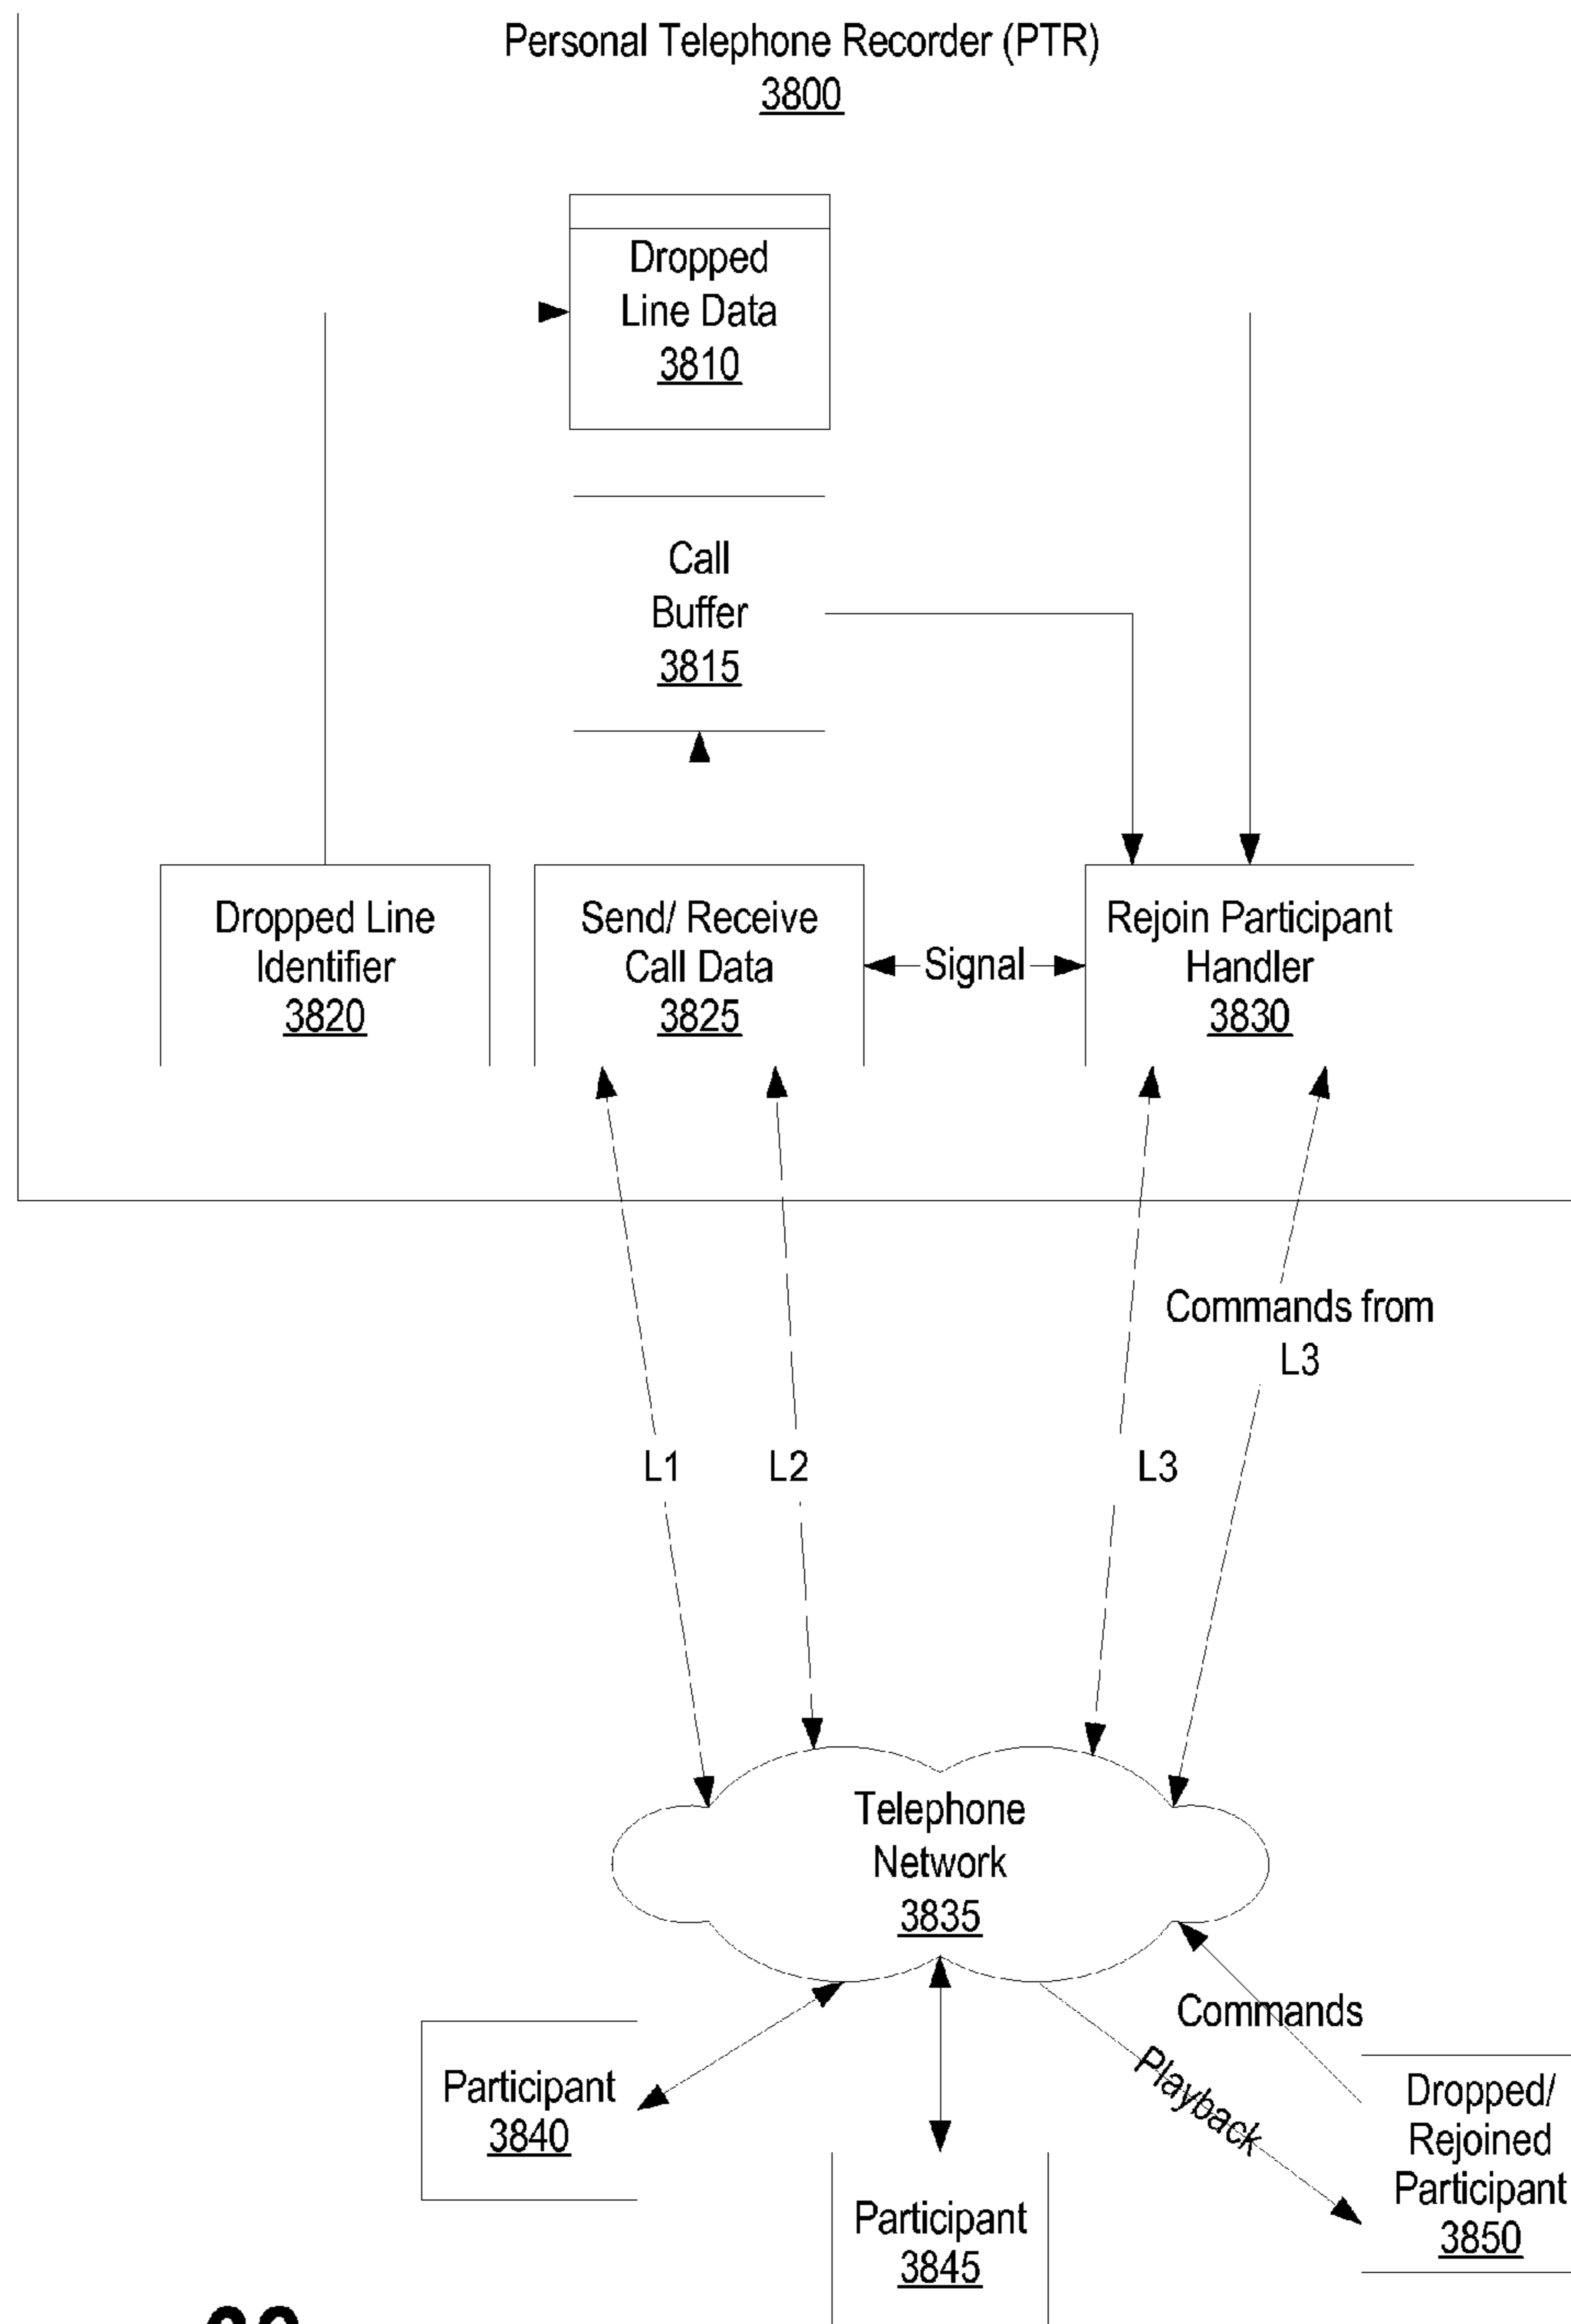 Personal Telephone Recorder (PTR)
3800
Dropped
Line Data
3810
Call
Buffer
3815
Dropped Line
Identifier
3820
Send/ Receive
Call Data
3825
Signal
Rejoin Participant
Handler
3830
Commands from
L3
L1
L2
L3
Telephone
Network
3835
Commands
Playback
Participant
3840
Participant
3845
Dropped/
Rejoined
Participant
3850